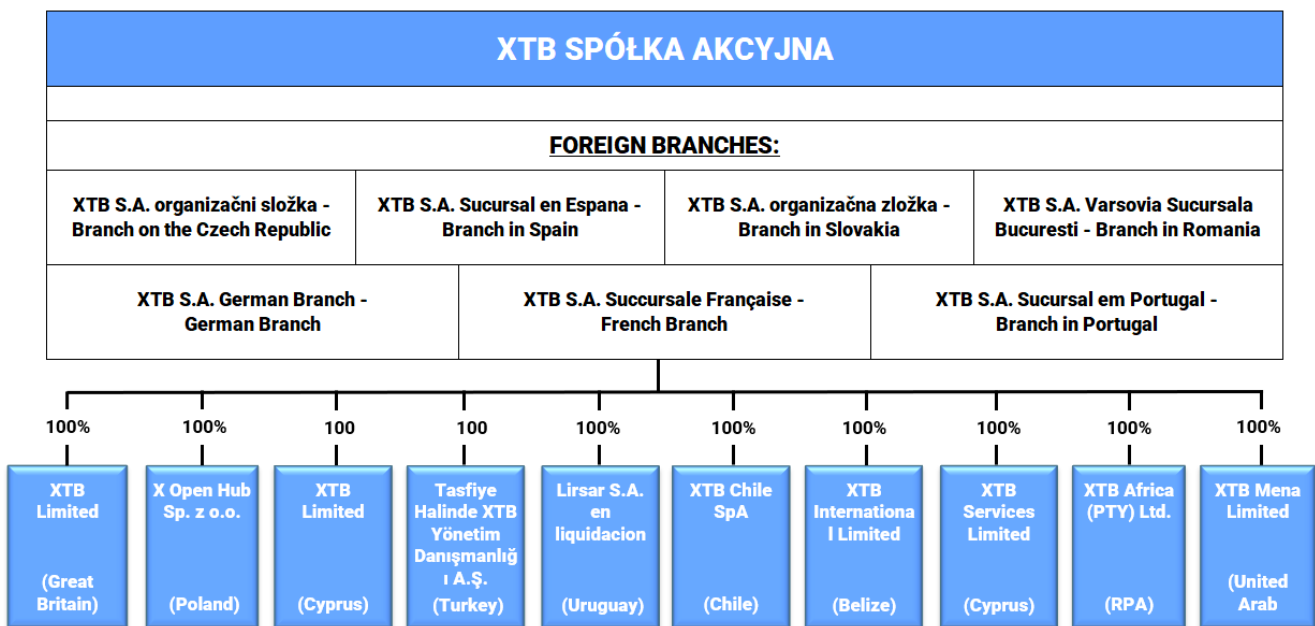 XTB SPÓŁKA AKCYJNA
FOREIGN BRANCHES:
XTB S.A. organizačni složka -
Branch on the Czech Republic
XTB S.A. Sucursal en Espana -
Branch in Spain
XTB S.A. organizačna zložka -
Branch in Slovakia
XTB S.A. Varsovia Sucursala
Bucuresti - Branch in Romania
XTB S.A. German Branch -
German Branch
XTB S.A. Succursale Française -
French Branch
XTB S.A. Sucursal em Portugal -
Branch in Portugal
100%
100%
100
100
100%
100%
100%
100%
100%
100%
XTB
Limited
(Great
Britain)
X Open Hub
Sp. z o.o.
(Poland)
XTB
Limited
(Cyprus)
Tasfiye
Halinde XTB
Yönetim
Danışmanlığ
ı A.Ş.
(Turkey)
Lirsar S.A.
en
liquidacion
(Uruguay)
XTB Chile
SpA
(Chile)
XTB
Internationa
l Limited
(Belize)
XTB
Services
Limited
(Cyprus)
XTB Africa
(PTY) Ltd.
(RPA)
XTB Mena
Limited
(United
Arab